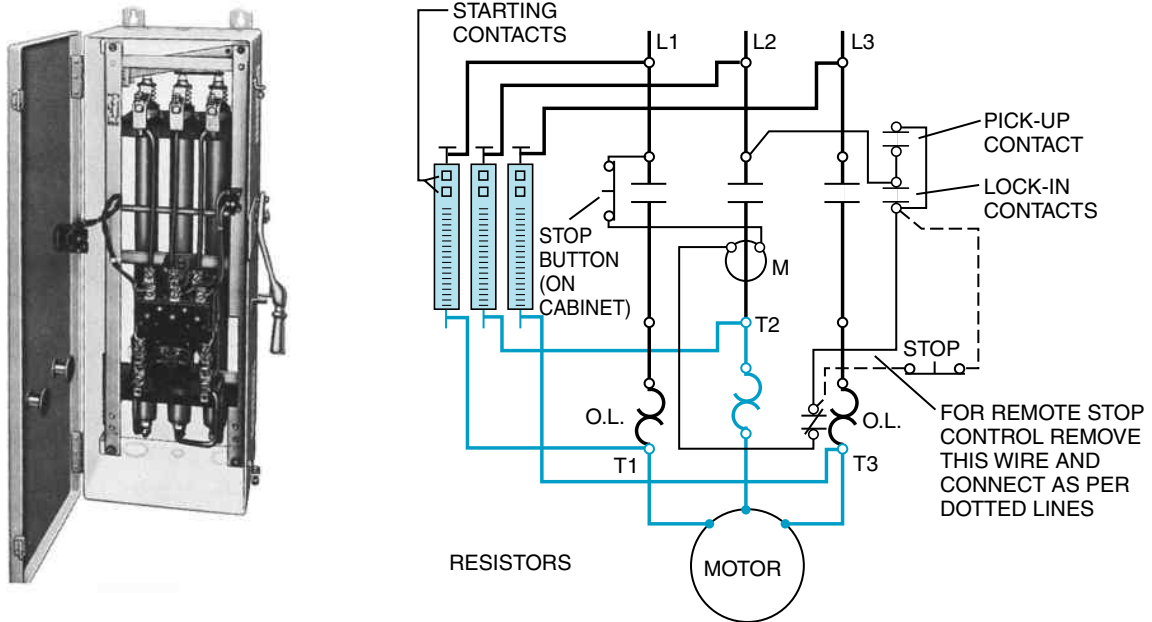 STARTING
CONTACTS
L1
L2
L3
PICK-UP
CONTACT
LOCK-IN
CONTACTS
STOP
BUTTON
(ON
CABINET)
M
T2
STOP
O.L.
O.L.
T1
T3
FOR REMOTE STOP
CONTROL REMOVE
THIS WIRE AND
CONNECT AS PER
DOTTED LINES
RESISTORS
MOTOR